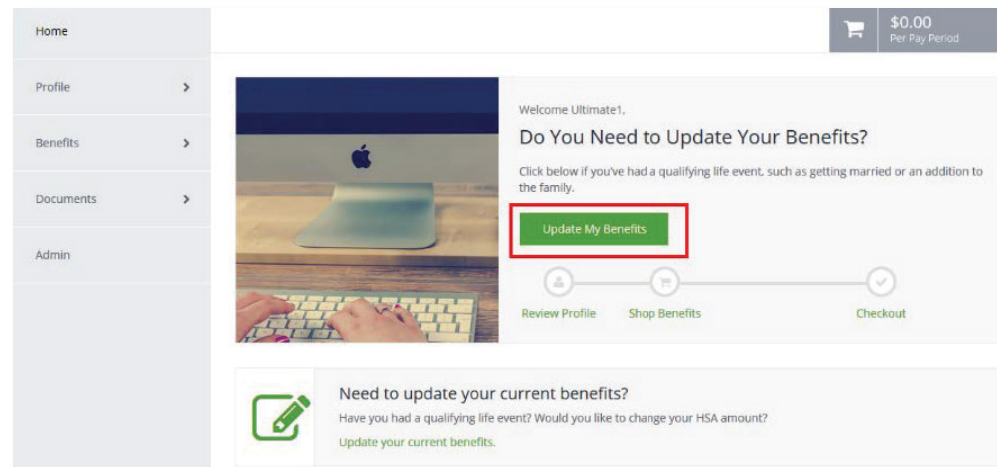 Home
$0.00
Per Pay Period
Profile
Benefits
Documents
Admin
Welcome Ultimate1,
Do You Need to Update Your Benefits?
Click below if you've had a qualifying life event, such as getting married or an addition to
the family.
Update My Benefits
Review Profile
Shop Benefits
Checkout
Need to update your current benefits?
Have you had a qualifying life event? Would you like to change your HSA amount?
Update your current benefits.